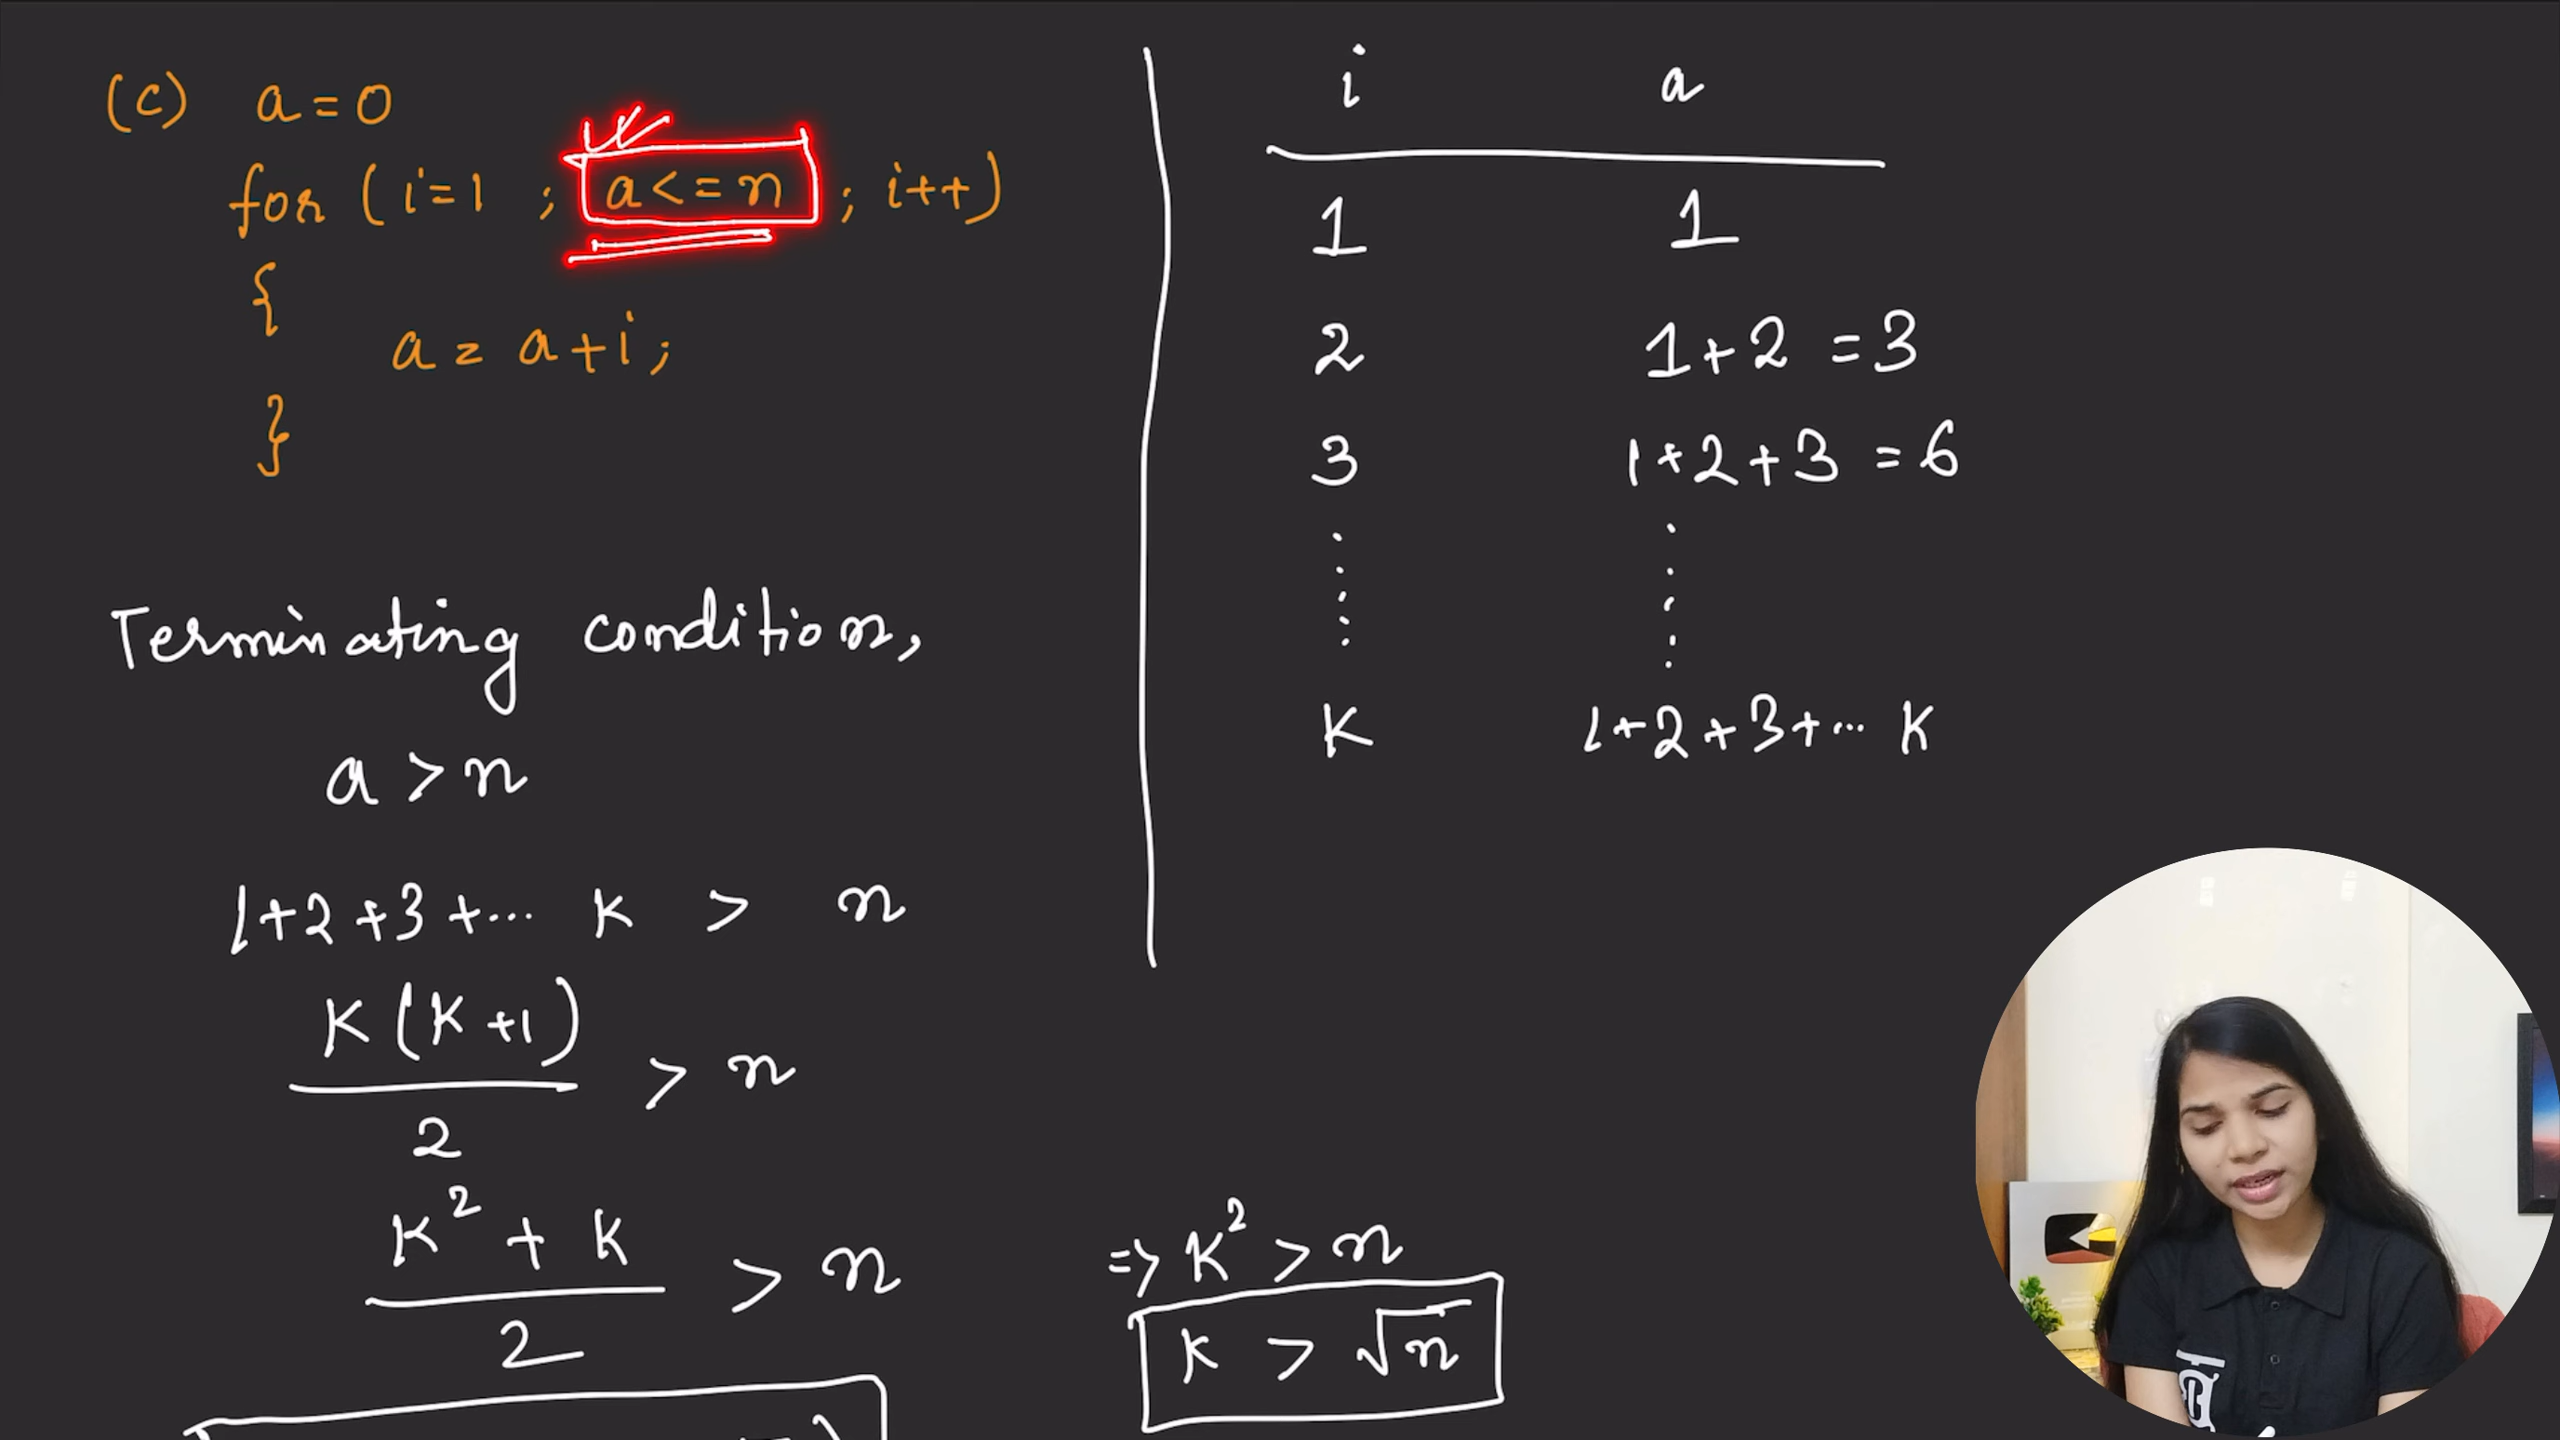 (c) a=0
for (i=1 ; a<=n ; i++)
{
a= a+i;
}
Terminating condition,
a > n
1+2+3+... K > n
K(K+1)
2
> n
K² + K
2
> n
i a
1 1
2 1+2 =3
3 1+2+3 =6
K 1+2+3+... K
=> K² > n
K > √n